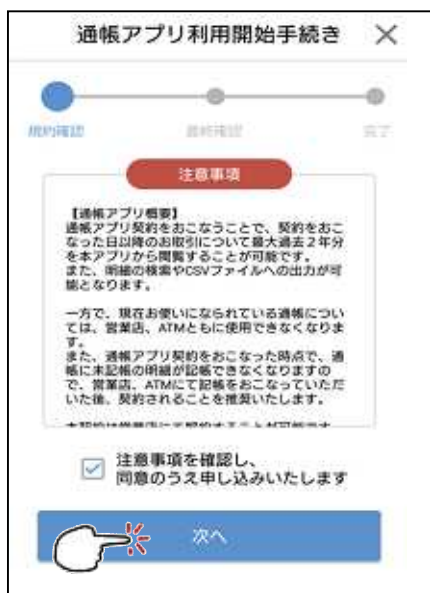 通帳アプリ利用開始手続き
規約確認
最終確認
完了
注意事項
【通帳アプリ概要】
通帳アプリ契約をおこなうことで、契約をおこ
なった日以降のお取引について最大過去２年分
を本アプリから閲覧することが可能です。
また、明細の検索やCSVファイルへの出力が可
能となります。
一方で、現在お使いになられている通帳につい
ては、営業店、ATMともに使用できなくなりま
す。
また、通帳アプリ契約をおこなった時点で、通
帳に未記帳の明細が記帳できなくなりますの
で、営業店、ATMにて記帳をおこなっていただ
いた後、契約されることを推奨いたします。
注意事項を確認し、
同意のうえ申し込みいたします
次へ